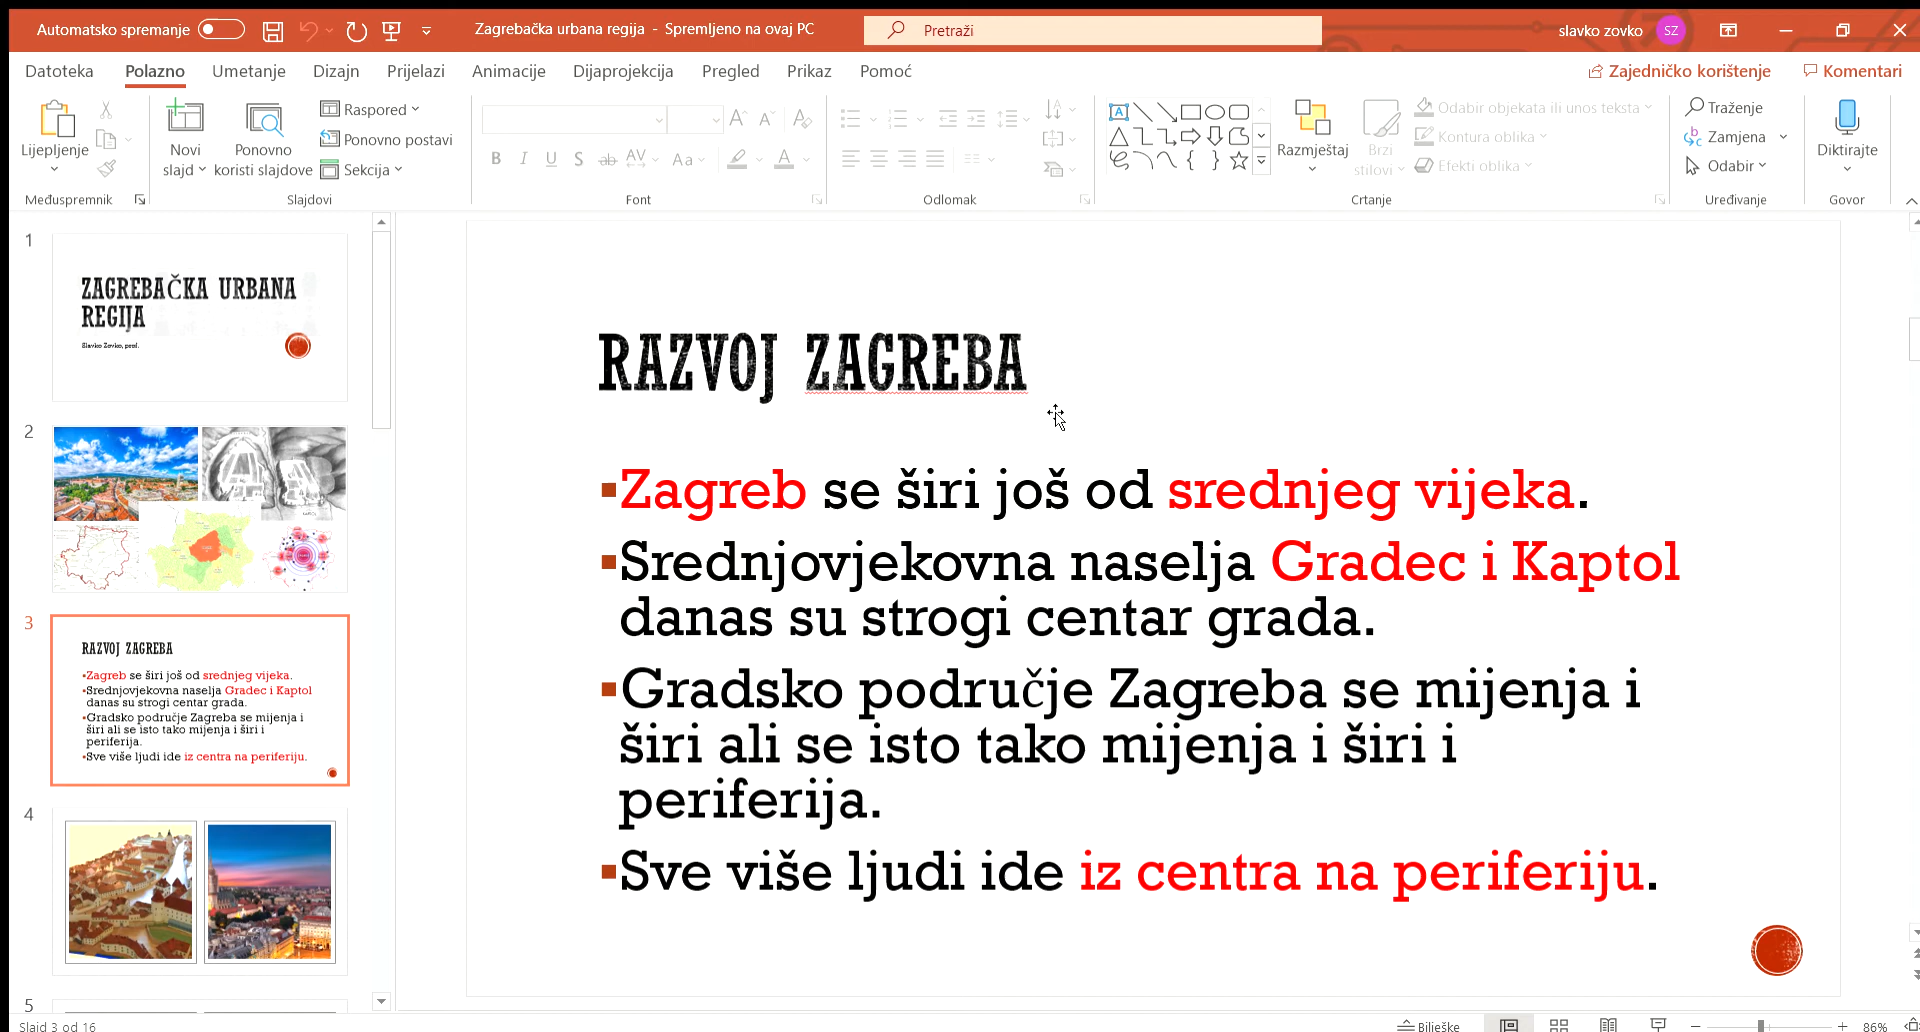 Automatsko spremanje
Zagrebačka urbana regija - Spremljeno na ovaj PC
Pretraži
slavko zovko
SZ
Datoteka
Polazno
Umetanje
Dizajn
Prijelazi
Animacije
Dijaprojekcija
Pregled
Prikaz
Pomoć
Zajedničko korištenje
Komentari
Lijepljenje
Međuspremnik
Novi
slajd
Ponovno
koristi slajdove
Raspored
Ponovno postavi
Sekcija
Slajdovi
B I U S ab AV Aa A
Font
Odlomak
Razmještaj
Brzi
stilovi
Odabir objekata ili unos teksta
Kontura oblika
Efekti oblika
Crtanje
Traženje
Zamjena
Odabir
Uređivanje
Diktirajte
Govor
1
ZAGREBAČKA URBANA
REGIJA
Slavko Zovko, prof.
2
3
RAZVOJ ZAGREBA
Zagreb se širi još od srednjeg vijeka.
Srednjovjekovna naselja Gradec i Kaptol
danas su strogi centar grada.
Gradsko područje Zagreba se mijenja i
širi ali se isto tako mijenja i širi i
periferija.
Sve više ljudi ide iz centra na periferiju.
4
5
RAZVOJ ZAGREBA
Zagreb se širi još od srednjeg vijeka.
Srednjovjekovna naselja Gradec i Kaptol
danas su strogi centar grada.
Gradsko područje Zagreba se mijenja i
širi ali se isto tako mijenja i širi i
periferija.
Sve više ljudi ide iz centra na periferiju.
Slajd 3 od 16
Bilješke
86%